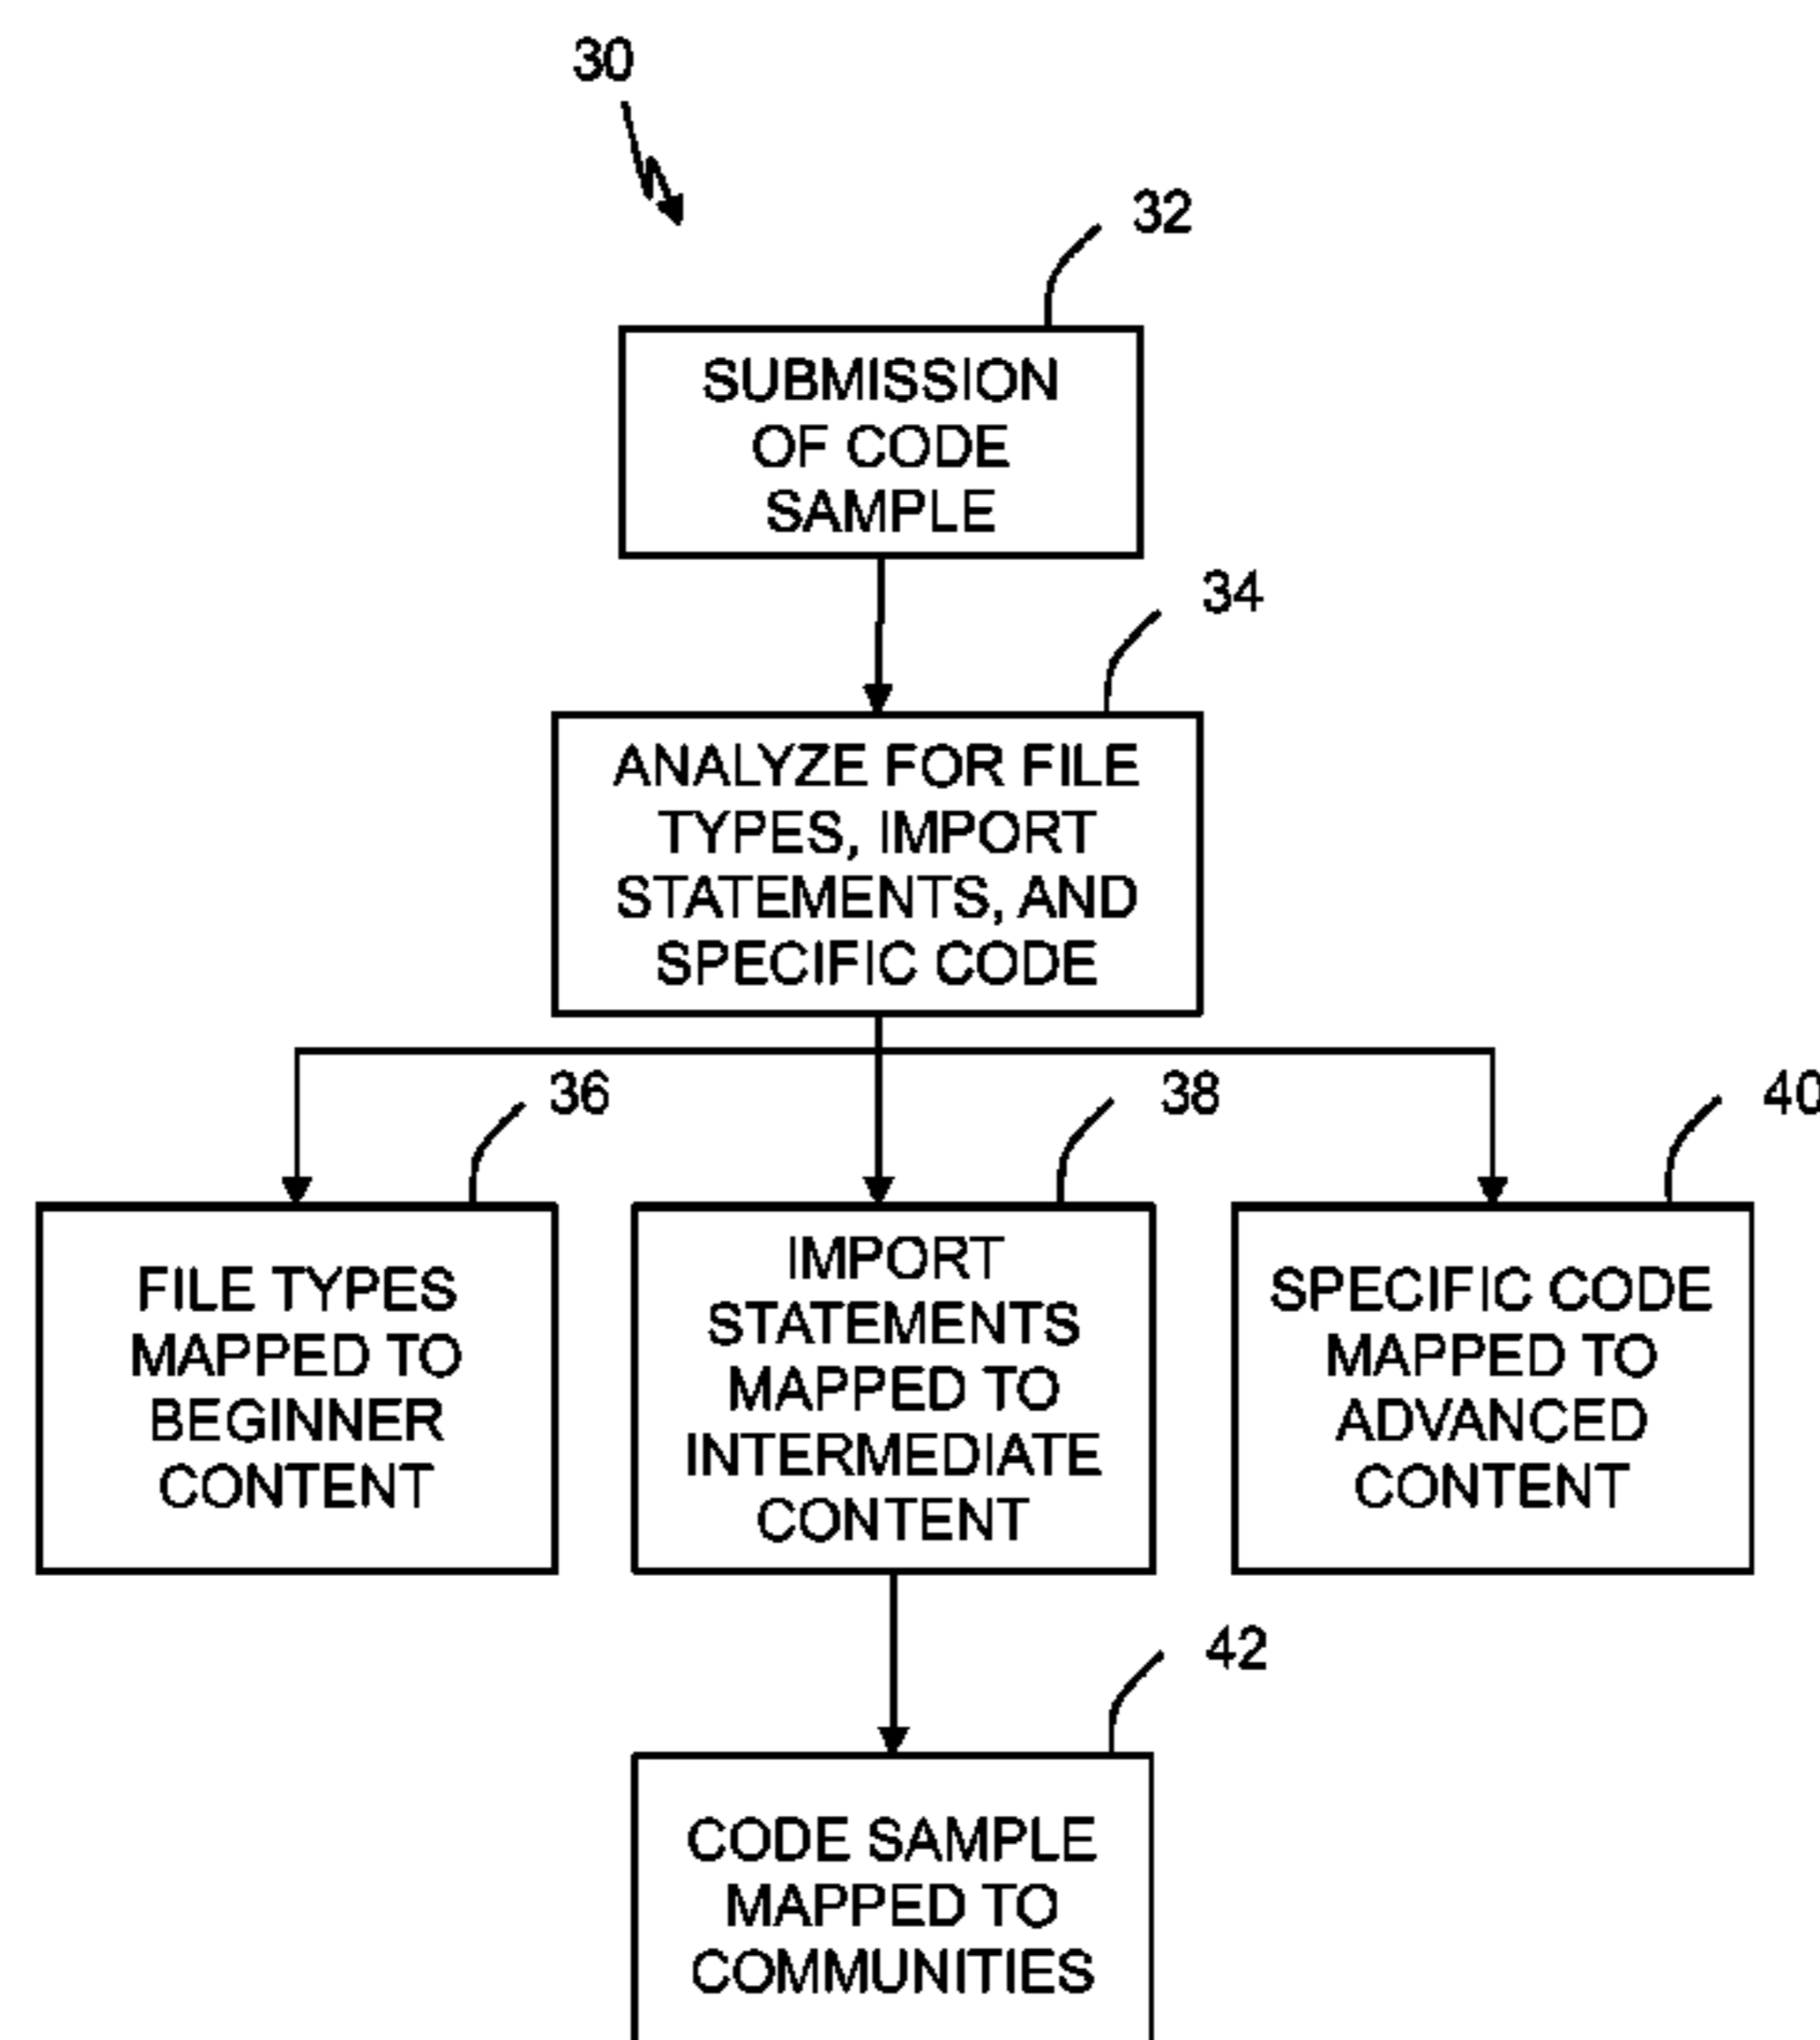 30
32
SUBMISSION
OF CODE
SAMPLE
34
ANALYZE FOR FILE
TYPES, IMPORT
STATEMENTS, AND
SPECIFIC CODE
36
38
40
FILE TYPES
MAPPED TO
BEGINNER
CONTENT
IMPORT
STATEMENTS
MAPPED TO
INTERMEDIATE
CONTENT
SPECIFIC CODE
MAPPED TO
ADVANCED
CONTENT
42
CODE SAMPLE
MAPPED TO
COMMUNITIES